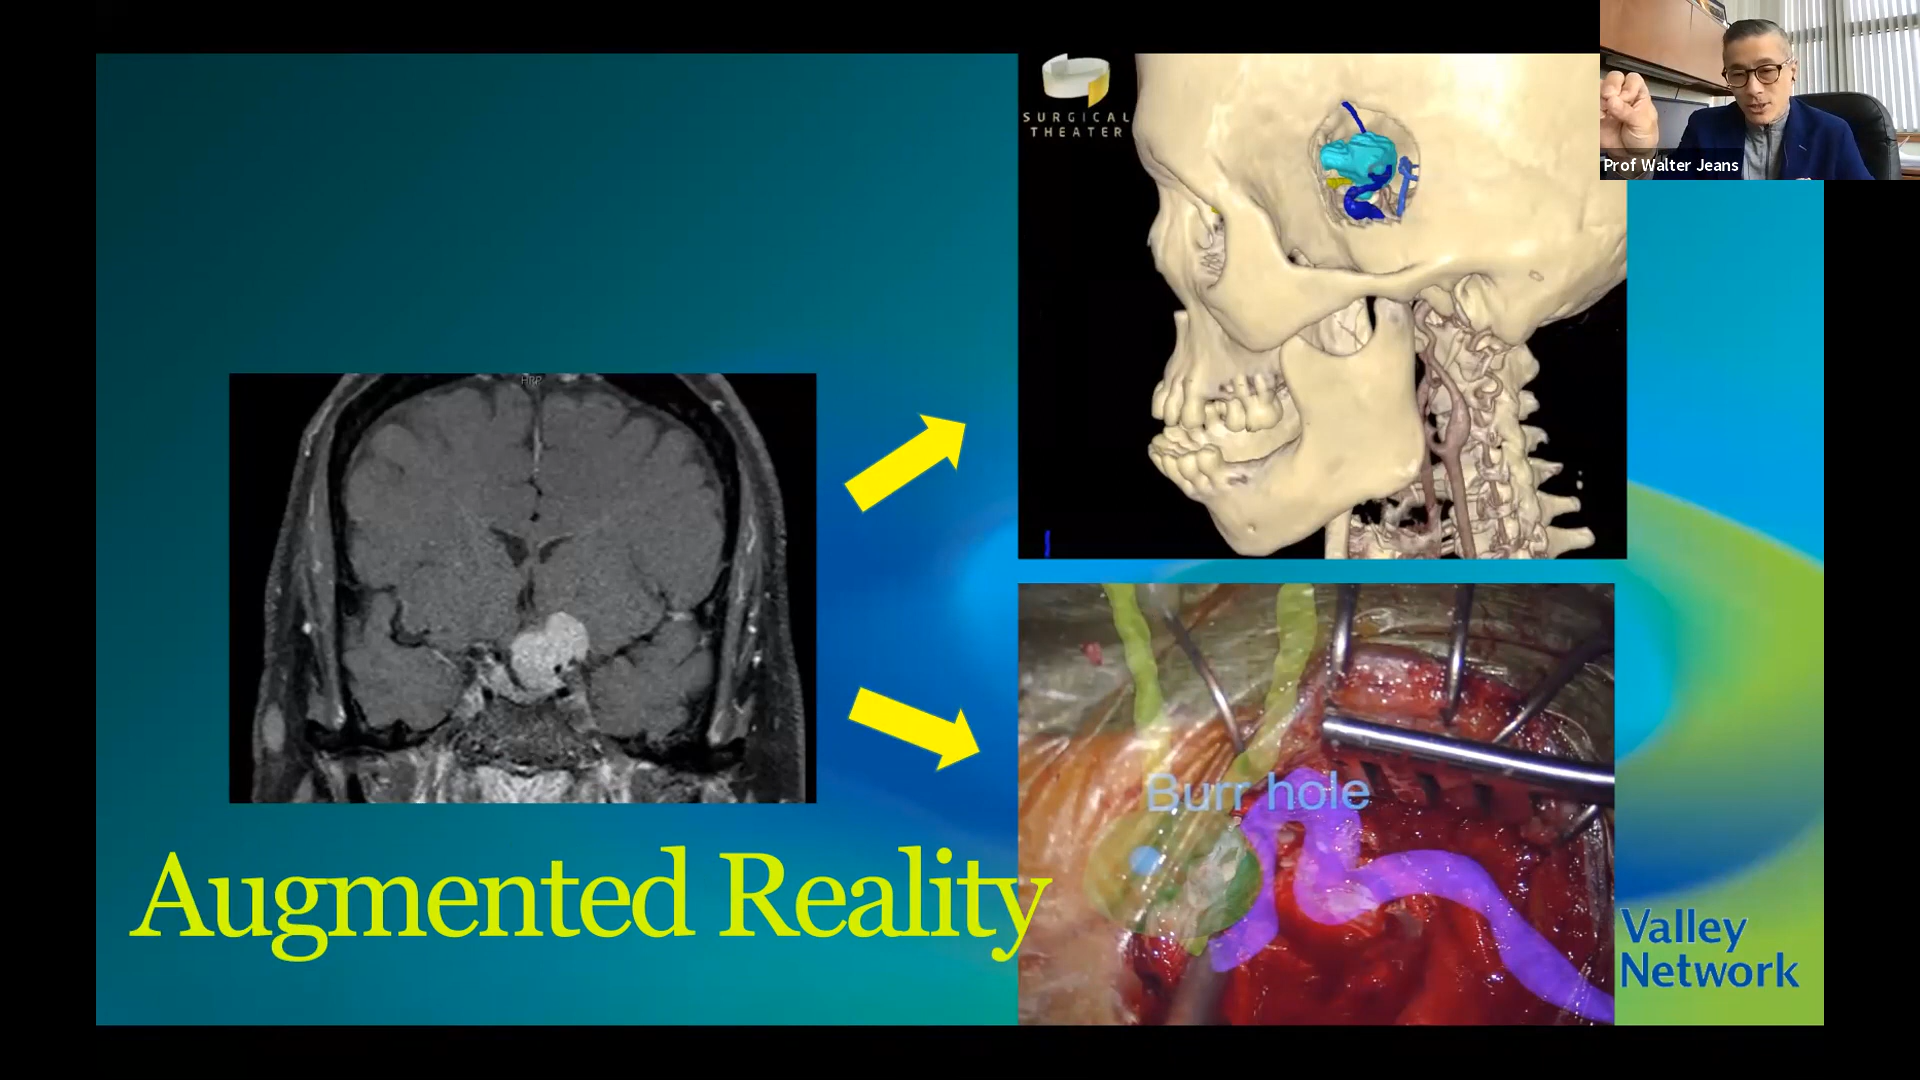 SURGICAL
THEATER
Prof Walter Jeans
Burr hole
Augmented Reality
Valley
Network